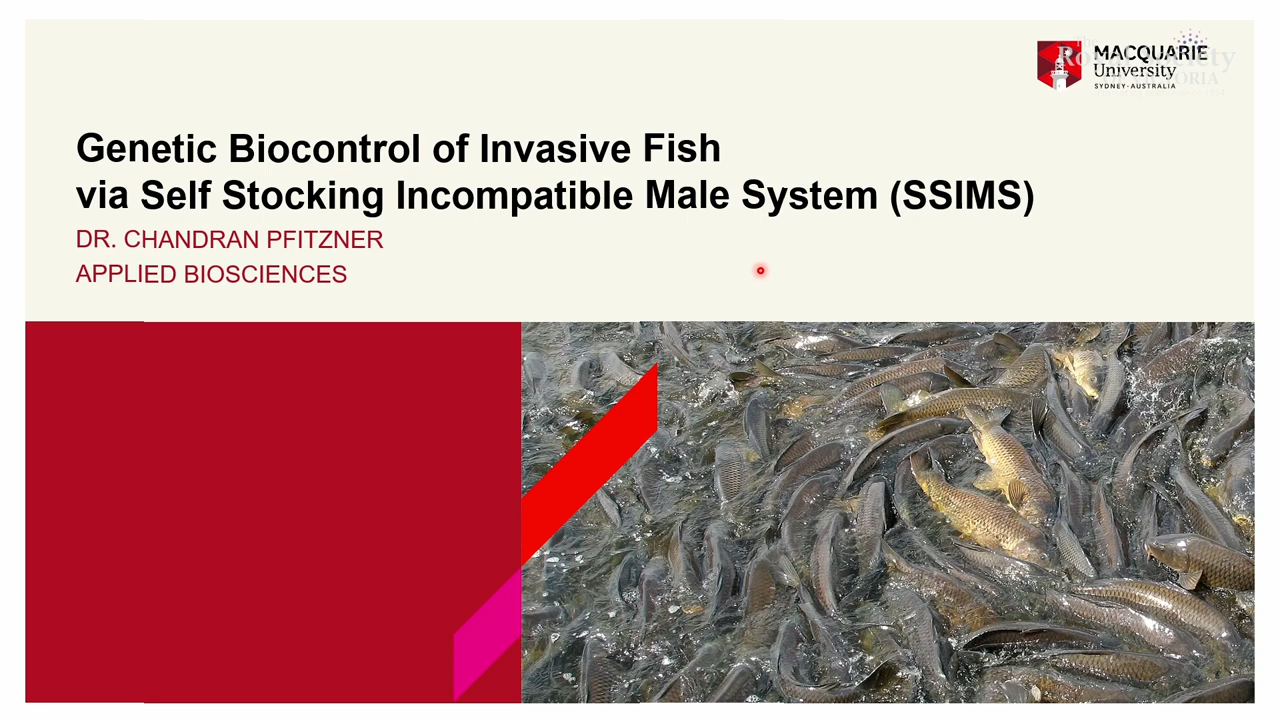 MACQUARIE
University
SYDNEY-AUSTRALIA
Genetic Biocontrol of Invasive Fish
via Self Stocking Incompatible Male System (SSIMS)
DR. CHANDRAN PFITZNER
APPLIED BIOSCIENCES